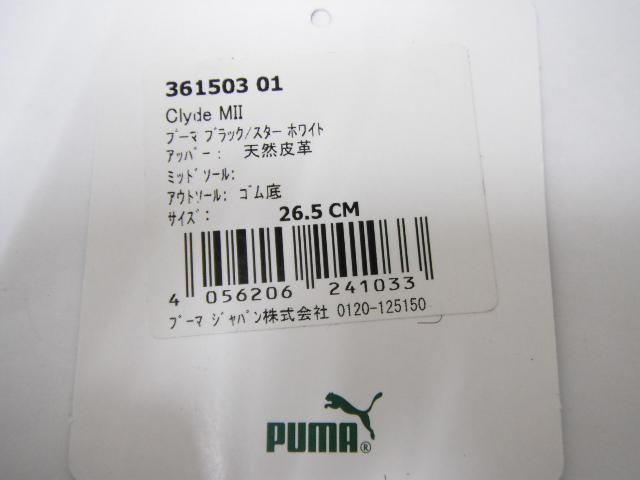 361503 01
Clyde MII
プーマ ブラック/スター ホワイト
アッパー: 天然皮革
ミッドソール:
アウトソール: ゴム底
サイズ: 26.5 CM
4 056206 241033
プーマ ジャパン株式会社 0120-125150
PUMA®